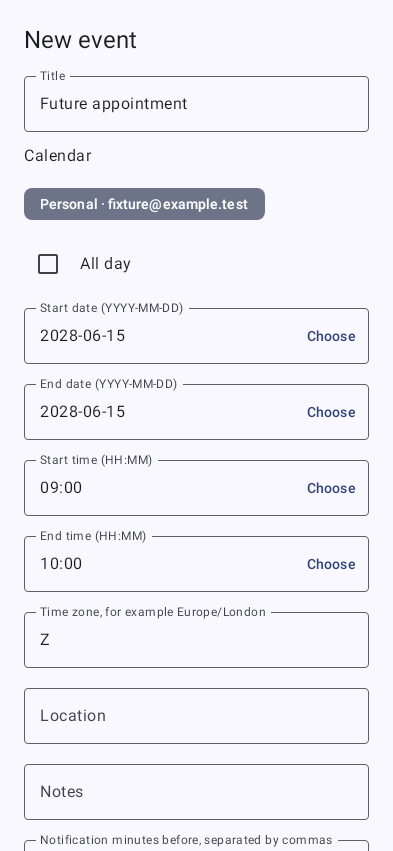 New event
Title
Future appointment
Calendar
Personal · fixture@example.test
All day
Start date (YYYY-MM-DD)
2028-06-15
Choose
End date (YYYY-MM-DD)
2028-06-15
Choose
Start time (HH:MM)
09:00
Choose
End time (HH:MM)
10:00
Choose
Time zone, for example Europe/London
Z
Location
Notes
Notification minutes before, separated by commas